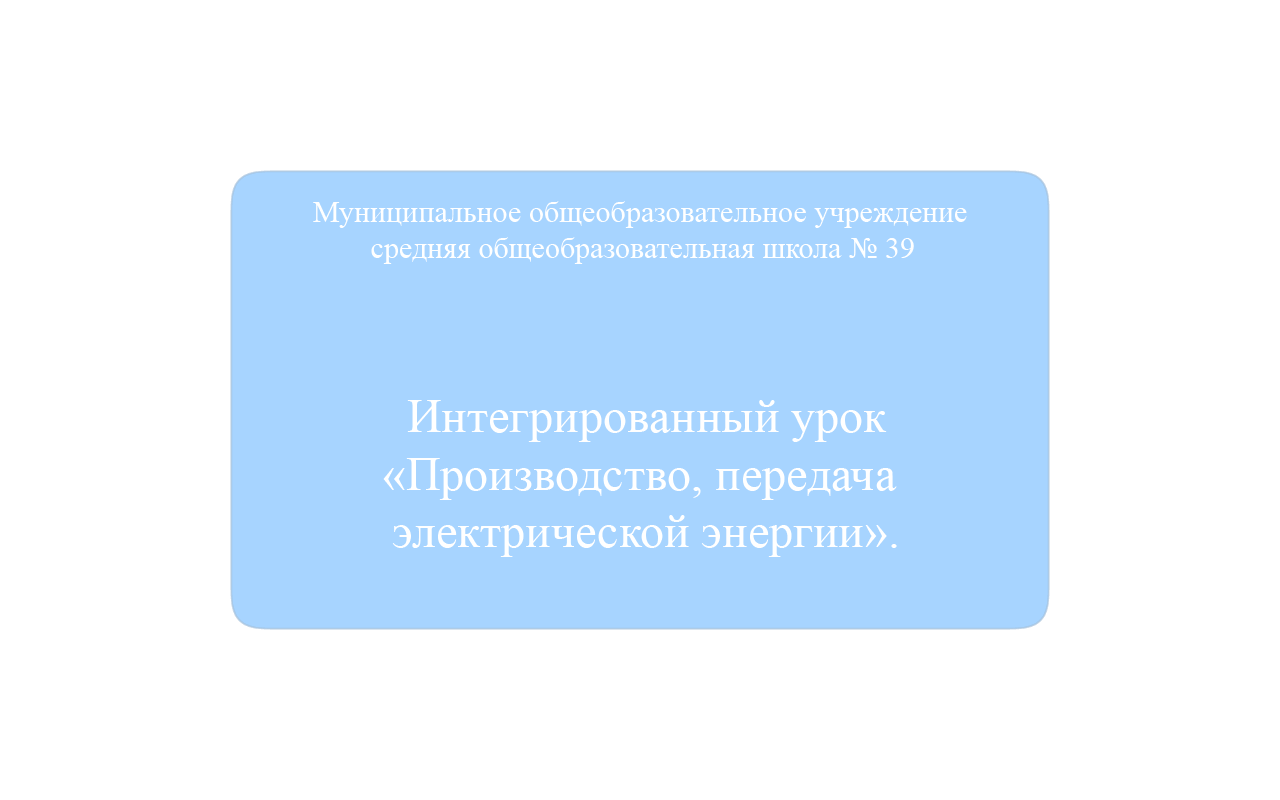 Муниципальное общеобразовательное учреждение
средняя общеобразовательная школа № 39
Интегрированный урок
«Производство, передача
электрической энергии».